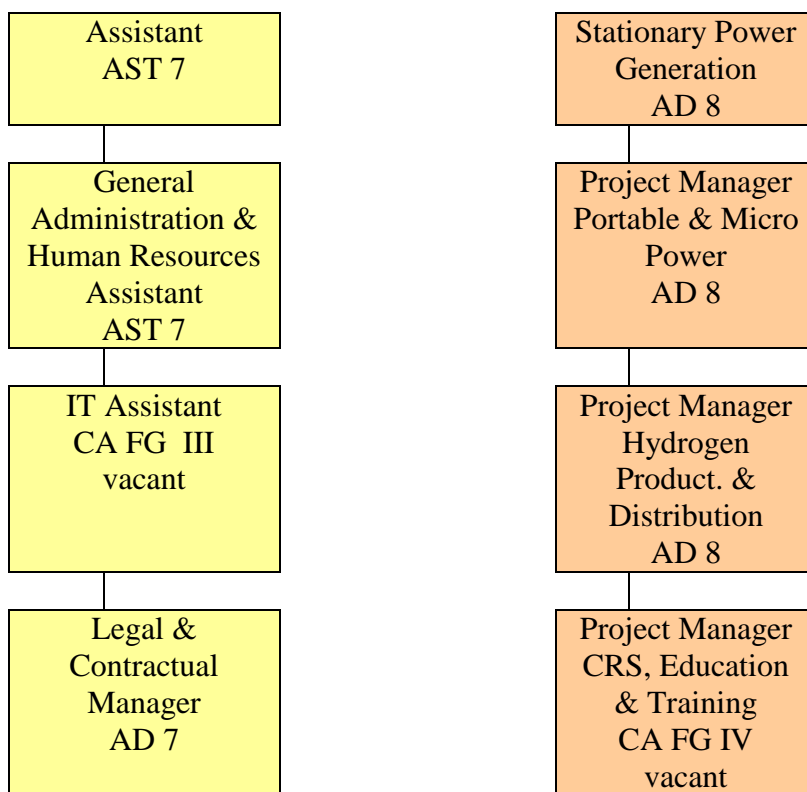 Assistant
AST 7
General
Administration &
Human Resources
Assistant
AST 7
IT Assistant
CA FG III
vacant
Legal &
Contractual
Manager
AD 7
Stationary Power
Generation
AD 8
Project Manager
Portable & Micro
Power
AD 8
Project Manager
Hydrogen
Product. &
Distribution
AD 8
Project Manager
CRS, Education
& Training
CA FG IV
vacant